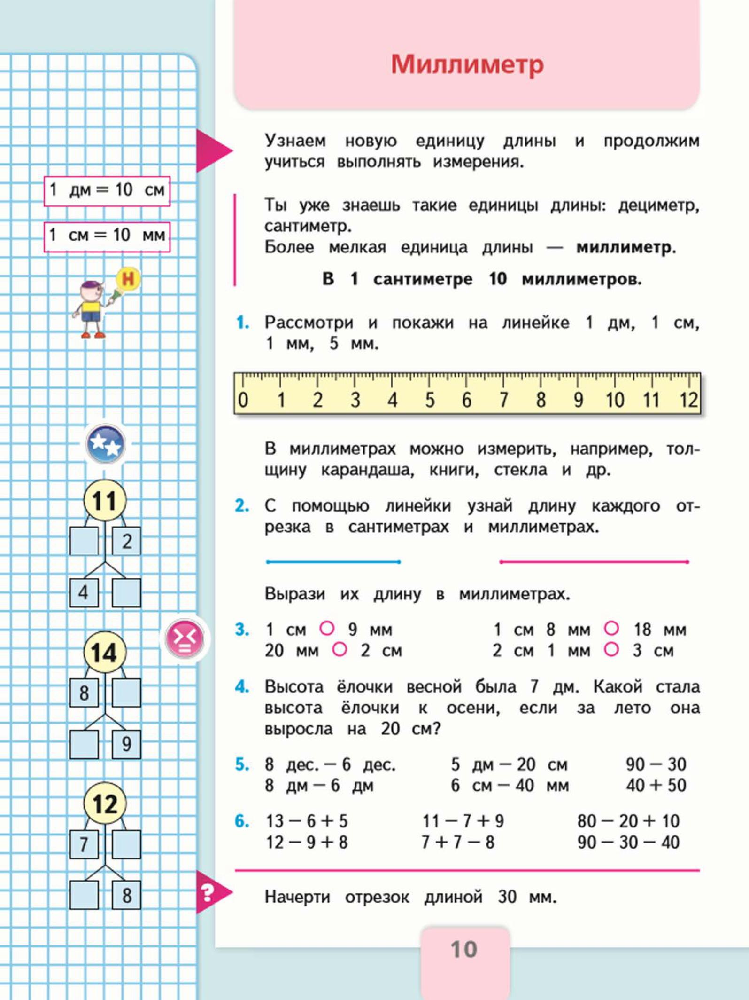 Миллиметр
Узнаем новую единицу длины и продолжим
учиться выполнять измерения.
1 дм = 10 см
1 см = 10 мм
Н
Ты уже знаешь такие единицы длины: дециметр,
сантиметр.
Более мелкая единица длины — миллиметр.
В 1 сантиметре 10 миллиметров.
1. Рассмотри и покажи на линейке 1 дм, 1 см,
1 мм, 5 мм.
0 1 2 3 4 5 6 7 8 9 10 11 12
В миллиметрах можно измерить, например, тол-
щину карандаша, книги, стекла и др.
2. С помощью линейки узнай длину каждого от-
резка в сантиметрах и миллиметрах.
Вырази их длину в миллиметрах.
11
2
4
14
8
9
12
7
8
> < =
3. 1 см ○ 9 мм 1 см 8 мм ○ 18 мм
20 мм ○ 2 см 2 см 1 мм ○ 3 см
4. Высота ёлочки весной была 7 дм. Какой стала
высота ёлочки к осени, если за лето она
выросла на 20 см?
5. 8 дес. − 6 дес. 5 дм − 20 см 90 − 30
8 дм − 6 дм 6 см − 40 мм 40 + 50
6. 13 − 6 + 5 11 − 7 + 9 80 − 20 + 10
12 − 9 + 8 7 + 7 − 8 90 − 30 − 40
? Начерти отрезок длиной 30 мм.
10